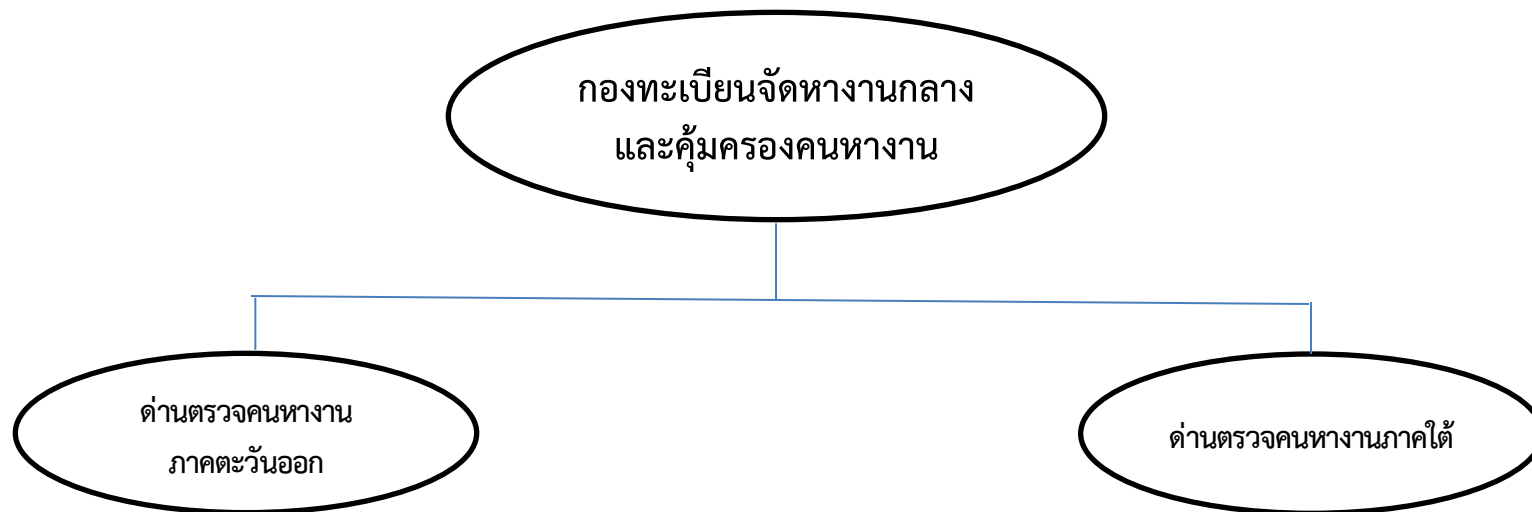 กองทะเบียนจัดหางานกลาง
และคุ้มครองคนหางาน
ด่านตรวจคนหางาน
ภาคตะวันออก
ด่านตรวจคนหางานภาคใต้